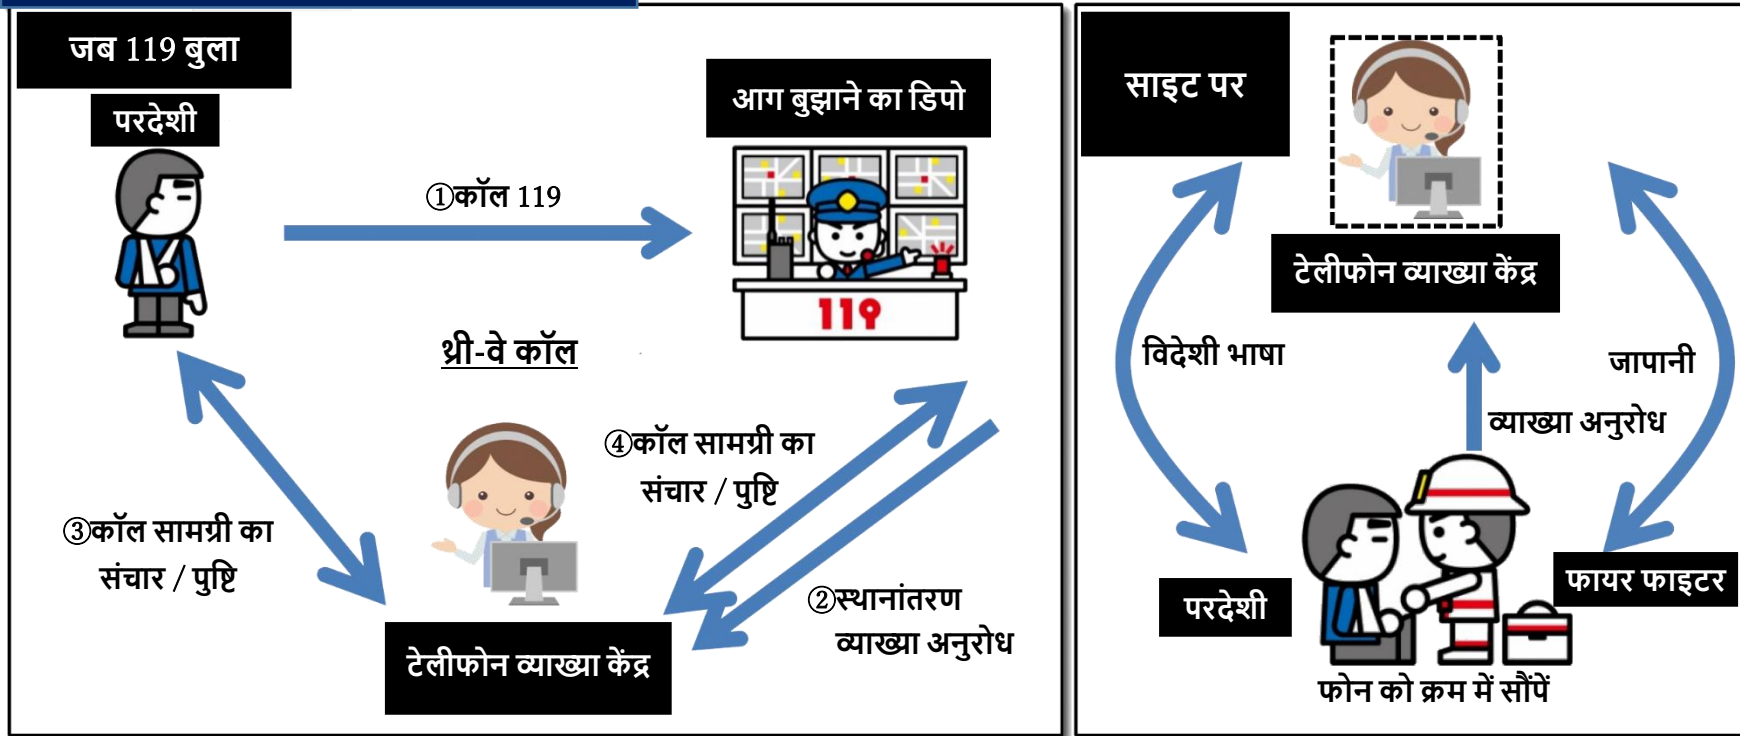 जब 119 बुला
परदेशी
आग बुझाने का डिपो
①कॉल 119
119
थ्री-वे कॉल
④कॉल सामग्री का
संचार / पुष्टि
③कॉल सामग्री का
संचार / पुष्टि
②स्थानांतरण
व्याख्या अनुरोध
टेलीफोन व्याख्या केंद्र
साइट पर
टेलीफोन व्याख्या केंद्र
विदेशी भाषा
जापानी
व्याख्या अनुरोध
परदेशी
फायर फाइटर
फोन को क्रम में सौंपें